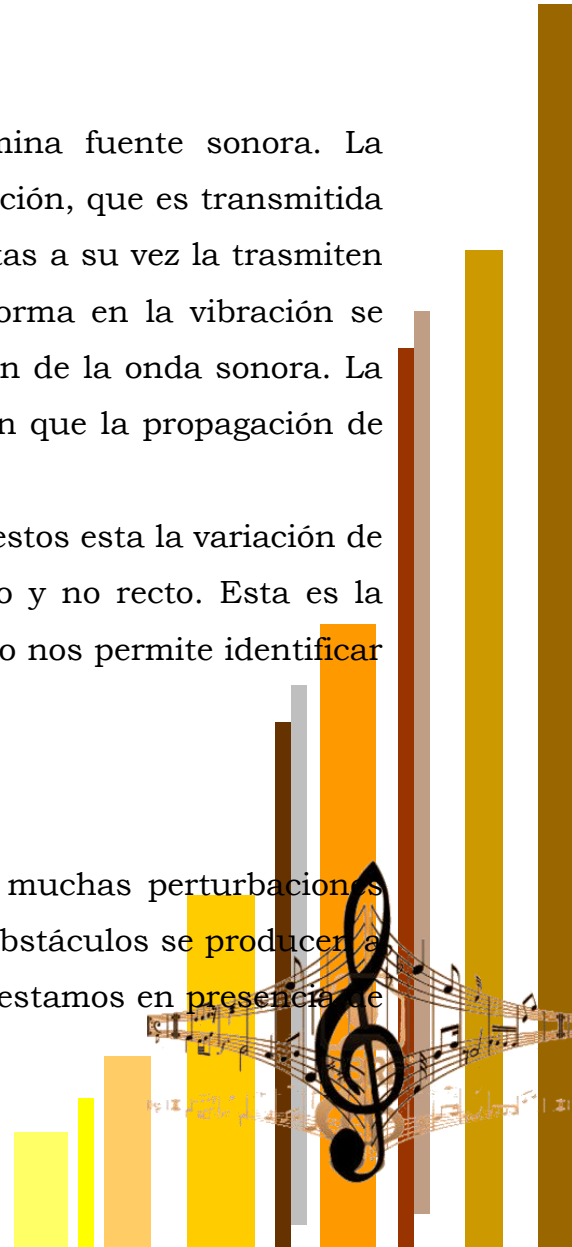 mina fuente sonora. La
ción, que es transmitida
tas a su vez la trasmiten
orma en la vibración se
n de la onda sonora. La
n que la propagación de
estos esta la variación de
o y no recto. Esta es la
o nos permite identificar
muchas perturbaciones
bstáculos se producen a
estamos en presencia de